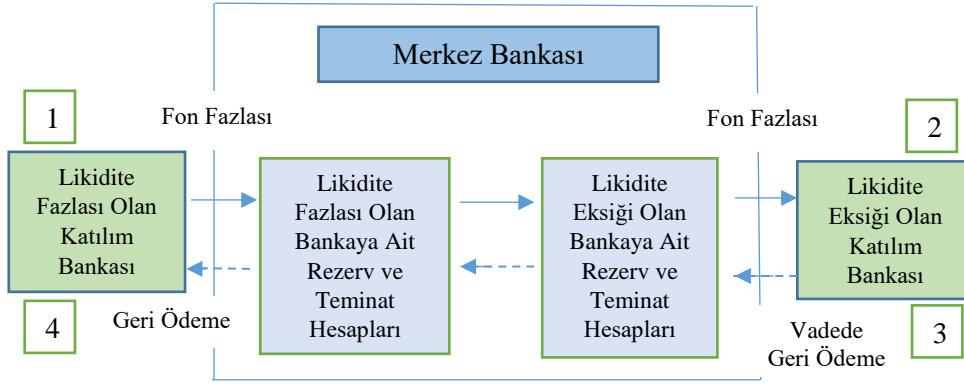 Merkez Bankası
1
Fon Fazlası
Fon Fazlası
2
Likidite
Fazlası Olan
Katılım
Bankası
Likidite
Fazlası Olan
Bankaya Ait
Rezerv ve
Teminat
Hesapları
Likidite
Eksiği Olan
Bankaya Ait
Rezerv ve
Teminat
Hesapları
Likidite
Eksiği Olan
Katılım
Bankası
4
Geri Ödeme
Vadede
Geri Ödeme
3